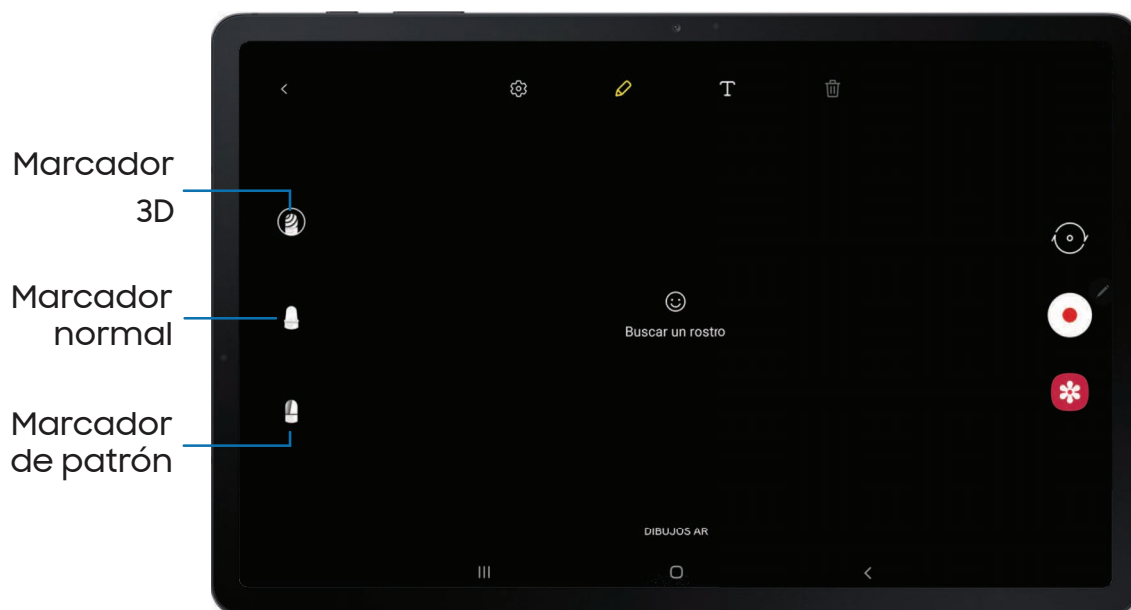 Marcador
3D
Marcador
normal
Marcador
de patrón
T
Buscar un rostro
DIBUJOS AR